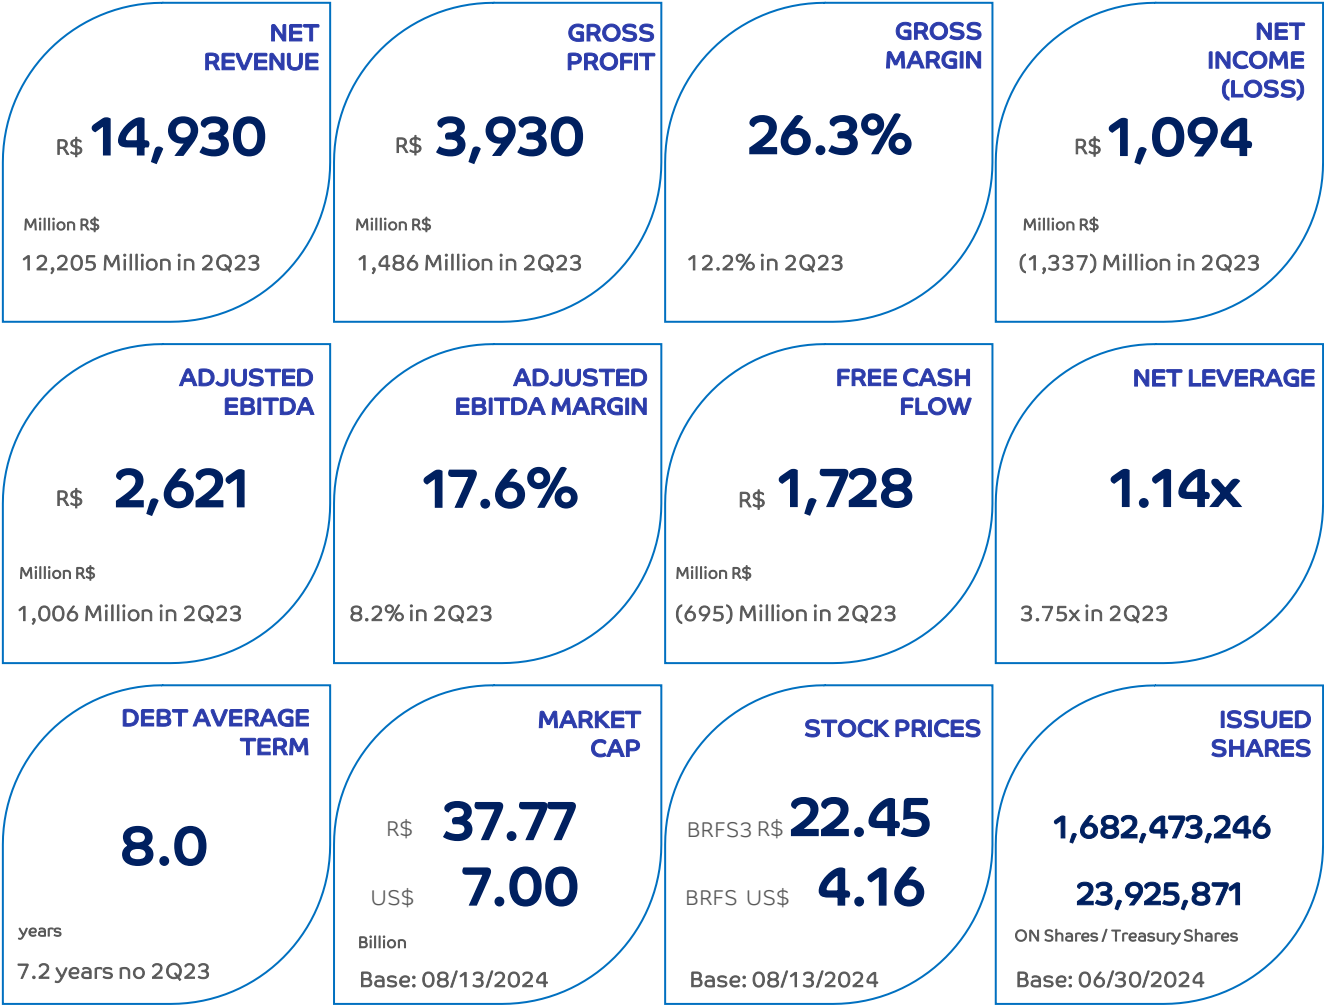 NET
REVENUE
R$ 14,930
Million R$
12,205 Million in 2Q23
GROSS
PROFIT
R$ 3,930
Million R$
1,486 Million in 2Q23
GROSS
MARGIN
26.3%
12.2% in 2Q23
NET
INCOME
(LOSS)
R$ 1,094
Million R$
(1,337) Million in 2Q23
ADJUSTED
EBITDA
R$ 2,621
Million R$
1,006 Million in 2Q23
ADJUSTED
EBITDA MARGIN
17.6%
8.2% in 2Q23
FREE CASH
FLOW
R$ 1,728
Million R$
(695) Million in 2Q23
NET LEVERAGE
1.14x
3.75x in 2Q23
DEBT AVERAGE
TERM
8.0
years
7.2 years no 2Q23
MARKET
CAP
R$ 37.77
US$ 7.00
Billion
Base: 08/13/2024
STOCK PRICES
BRFS3 R$ 22.45
BRFS US$ 4.16
Base: 08/13/2024
ISSUED
SHARES
1,682,473,246
23,925,871
ON Shares / Treasury Shares
Base: 06/30/2024